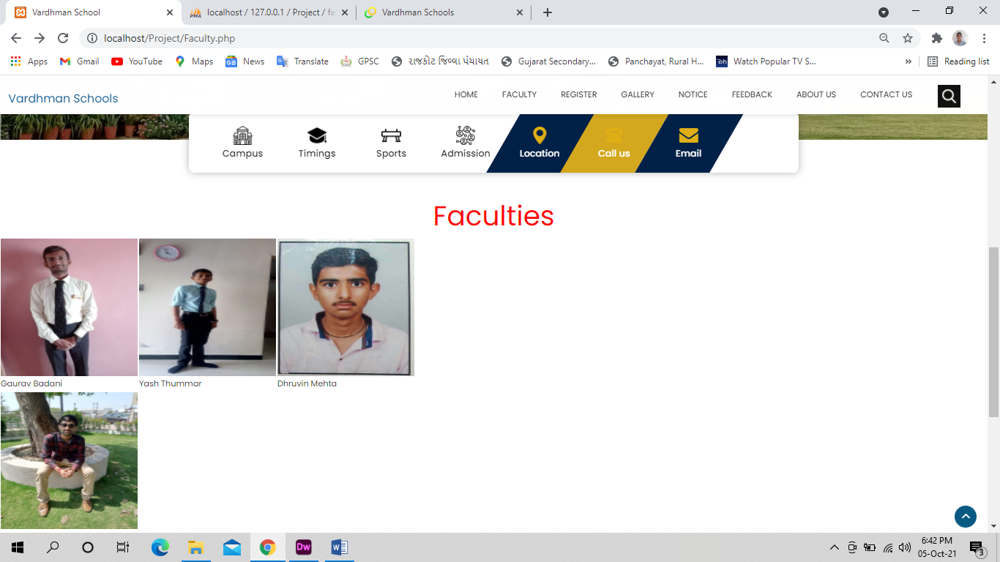 Vardhman School
localhost / 127.0.0.1 / Project / fa
Vardhman Schools
localhost/Project/Faculty.php
Apps Gmail YouTube Maps News Translate GPSC રાજકોટ જિલ્લા પંચાયત Gujarat Secondary... Panchayat, Rural H... Watch Popular TV S... » Reading list
Vardhman Schools
HOME FACULTY REGISTER GALLERY NOTICE FEEDBACK ABOUT US CONTACT US
Campus Timings Sports Admission Location Call us Email
Faculties
Gaurav Badani Yash Thummar Dhruvin Mehta
Dw W
6:42 PM
05-Oct-21
3